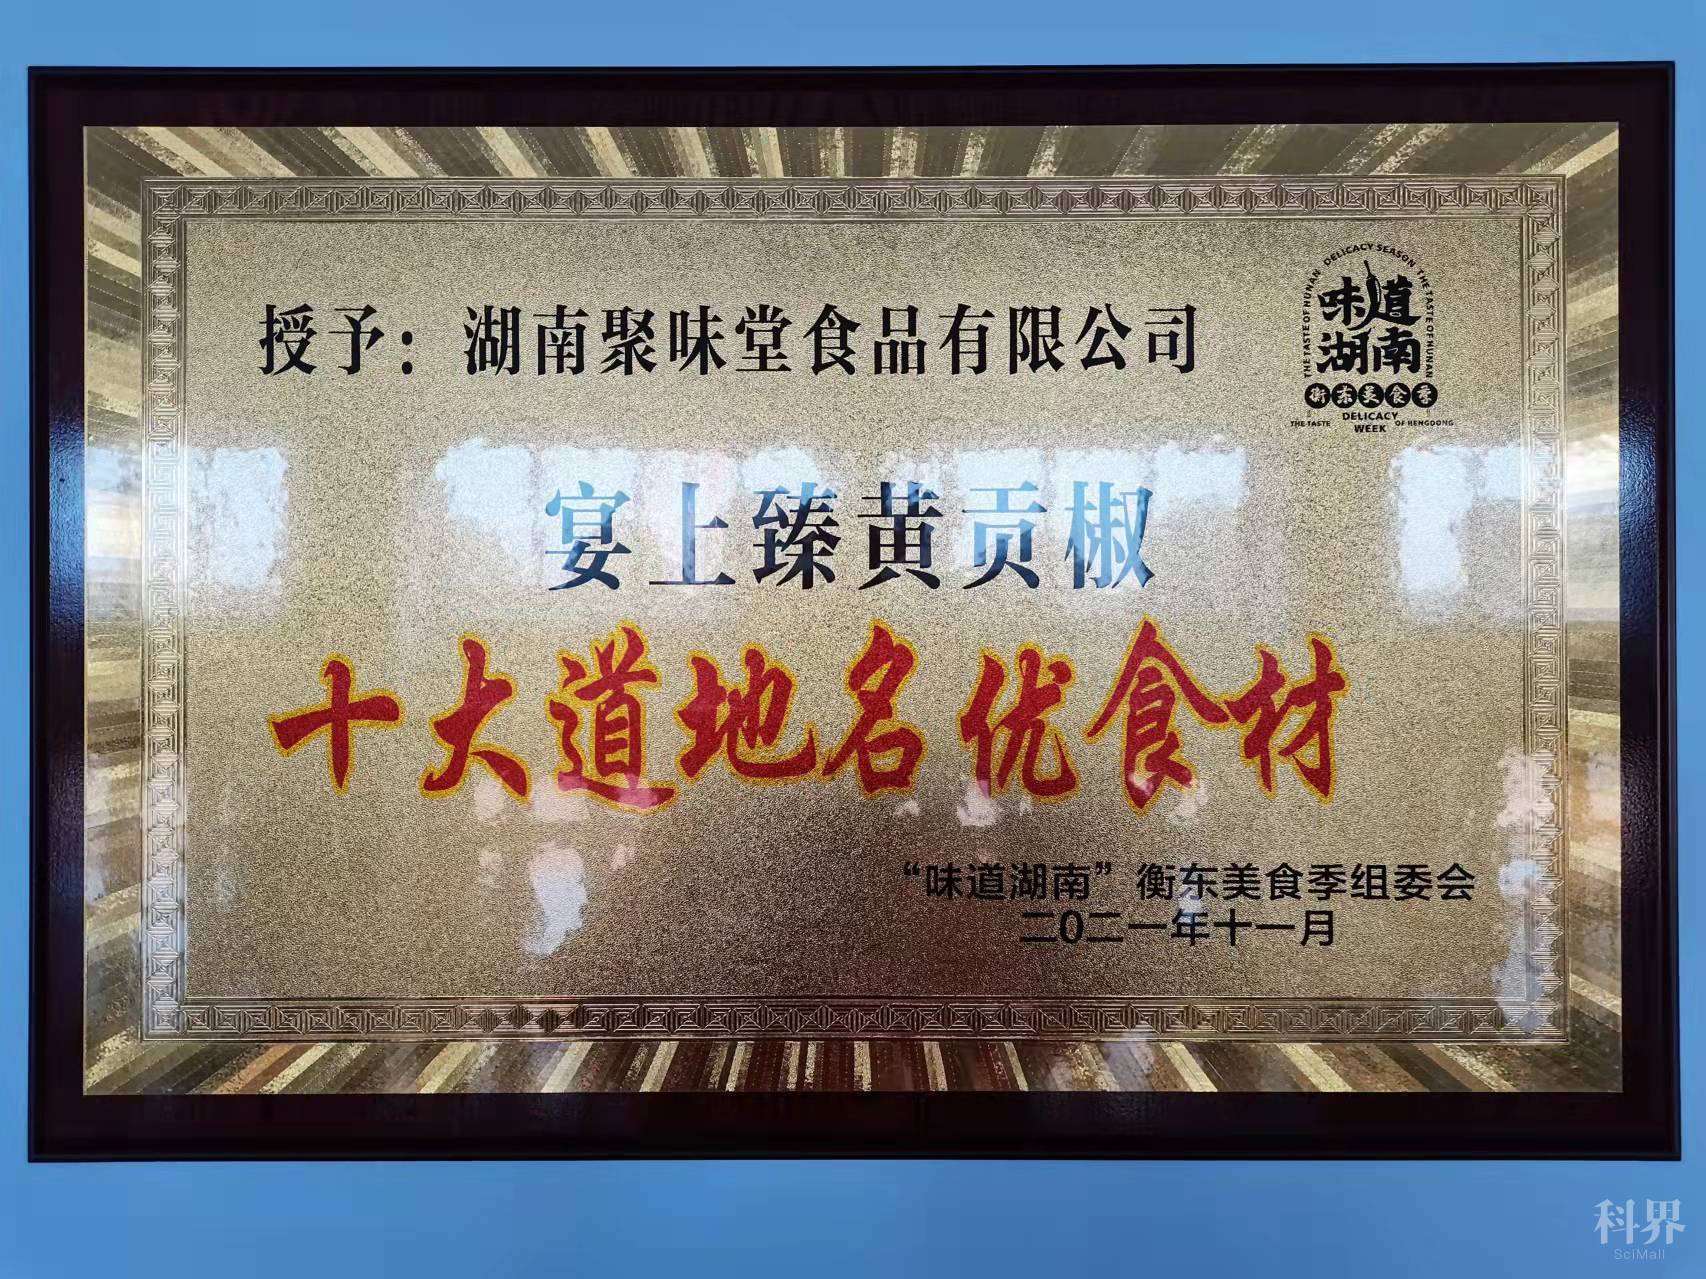 授予：湖南聚味堂食品有限公司
THE TASTE OF HUNAN DELICACY SEASON THE TASTE OF HUNAN
味道
湖南
衡东美食季
THE TASTE DELICACY WEEK OF HENGDONG
宴上臻黄贡椒
十大道地名优食材
“味道湖南”衡东美食季组委会
二0二一年十一月
科界
SciMall